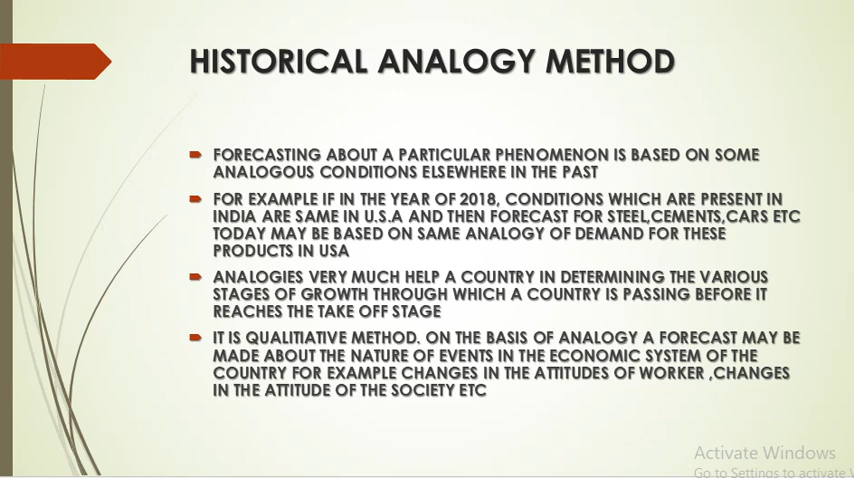 HISTORICAL ANALOGY METHOD
FORECASTING ABOUT A PARTICULAR PHENOMENON IS BASED ON SOME
ANALOGOUS CONDITIONS ELSEWHERE IN THE PAST
FOR EXAMPLE IF IN THE YEAR OF 2018, CONDITIONS WHICH ARE PRESENT IN
INDIA ARE SAME IN U.S.A AND THEN FORECAST FOR STEEL,CEMENTS,CARS ETC
TODAY MAY BE BASED ON SAME ANALOGY OF DEMAND FOR THESE
PRODUCTS IN USA
ANALOGIES VERY MUCH HELP A COUNTRY IN DETERMINING THE VARIOUS
STAGES OF GROWTH THROUGH WHICH A COUNTRY IS PASSING BEFORE IT
REACHES THE TAKE OFF STAGE
IT IS QUALITIATIVE METHOD. ON THE BASIS OF ANALOGY A FORECAST MAY BE
MADE ABOUT THE NATURE OF EVENTS IN THE ECONOMIC SYSTEM OF THE
COUNTRY FOR EXAMPLE CHANGES IN THE ATTITUDES OF WORKER ,CHANGES
IN THE ATTITUDE OF THE SOCIETY ETC
Activate Windows
Go to Settings to activate W